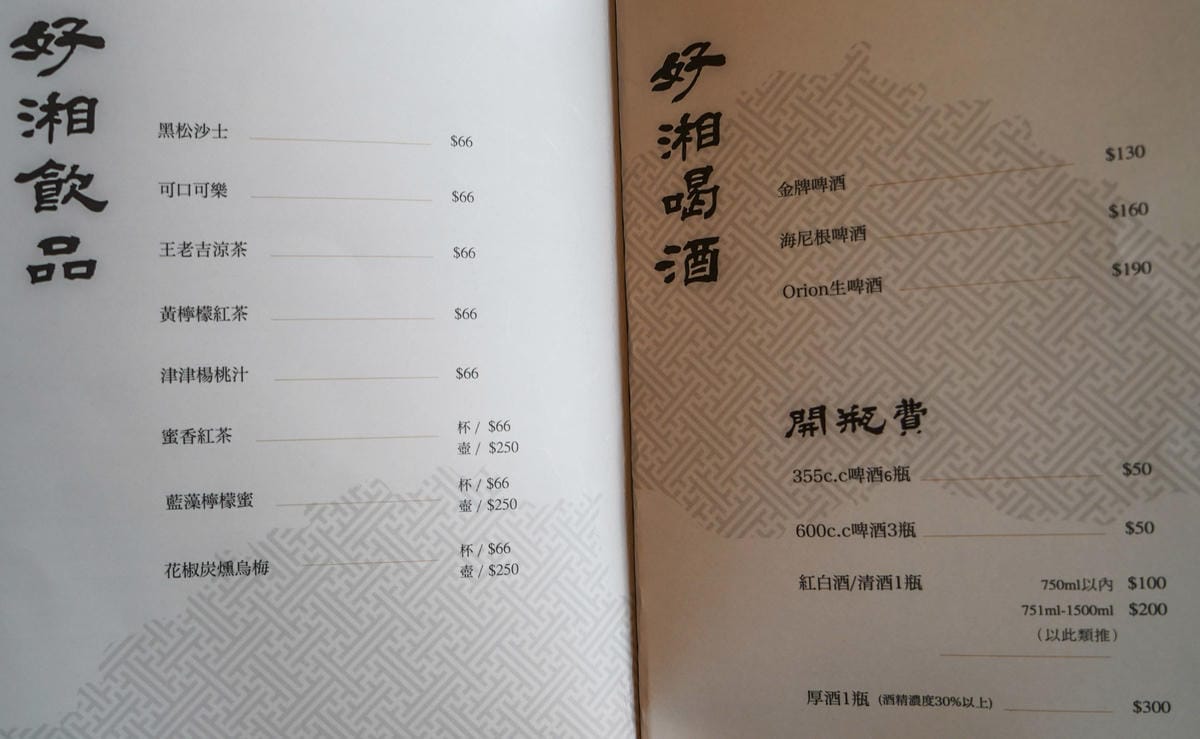 好湘飲品
黑松沙士 $66
可口可樂 $66
王老吉涼茶 $66
黃檸檬紅茶 $66
津津楊桃汁 $66
蜜香紅茶 杯 / $66
壺 / $250
藍藻檸檬蜜 杯 / $66
壺 / $250
花椒炭燻烏梅 杯 / $66
壺 / $250
好湘喝酒
金牌啤酒 $130
海尼根啤酒 $160
Orion生啤酒 $190
開瓶費
355c.c啤酒6瓶 $50
600c.c啤酒3瓶 $50
紅白酒/清酒1瓶 750ml以內 $100
751ml-1500ml $200
(以此類推)
厚酒1瓶 (酒精濃度30%以上) $300